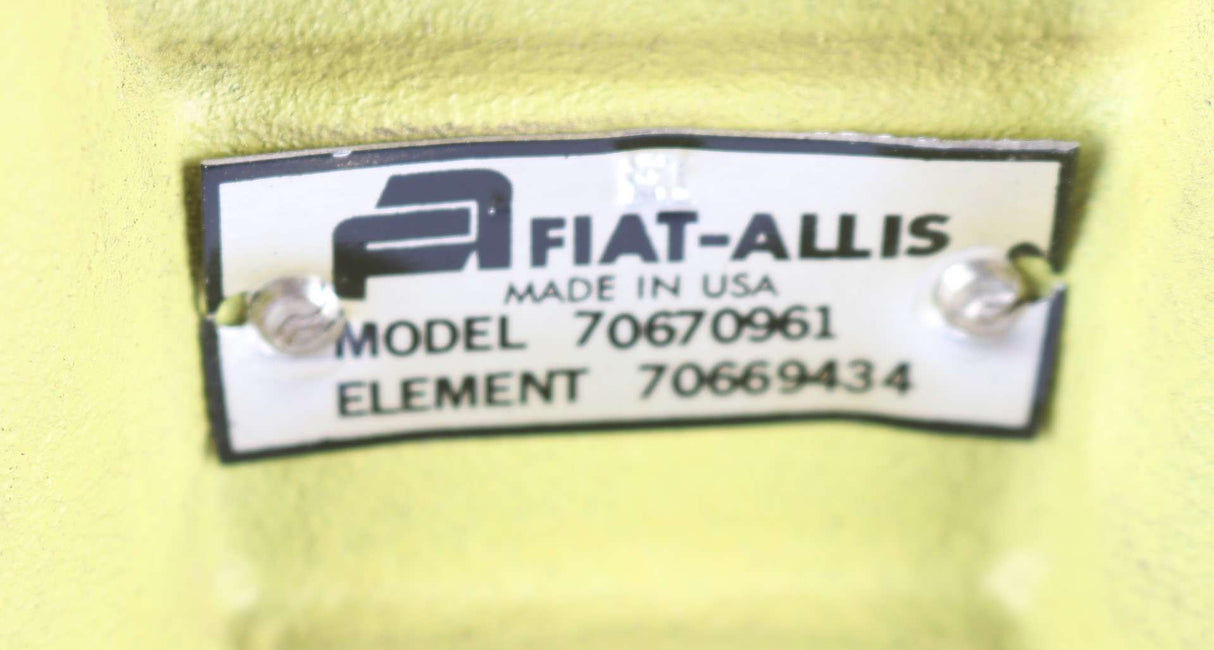 FIAT-ALLIS
MADE IN USA
MODEL 70670961
ELEMENT 70669434